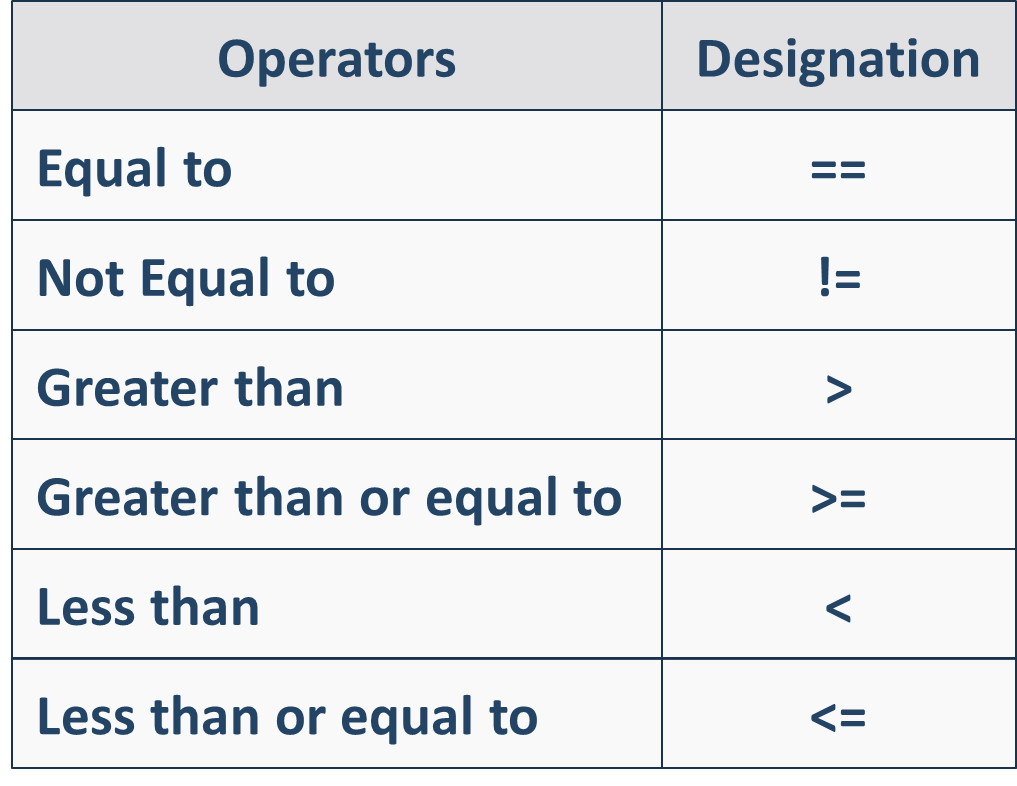 Operators Designation
Equal to ==
Not Equal to !=
Greater than >
Greater than or equal to >=
Less than <
Less than or equal to <=